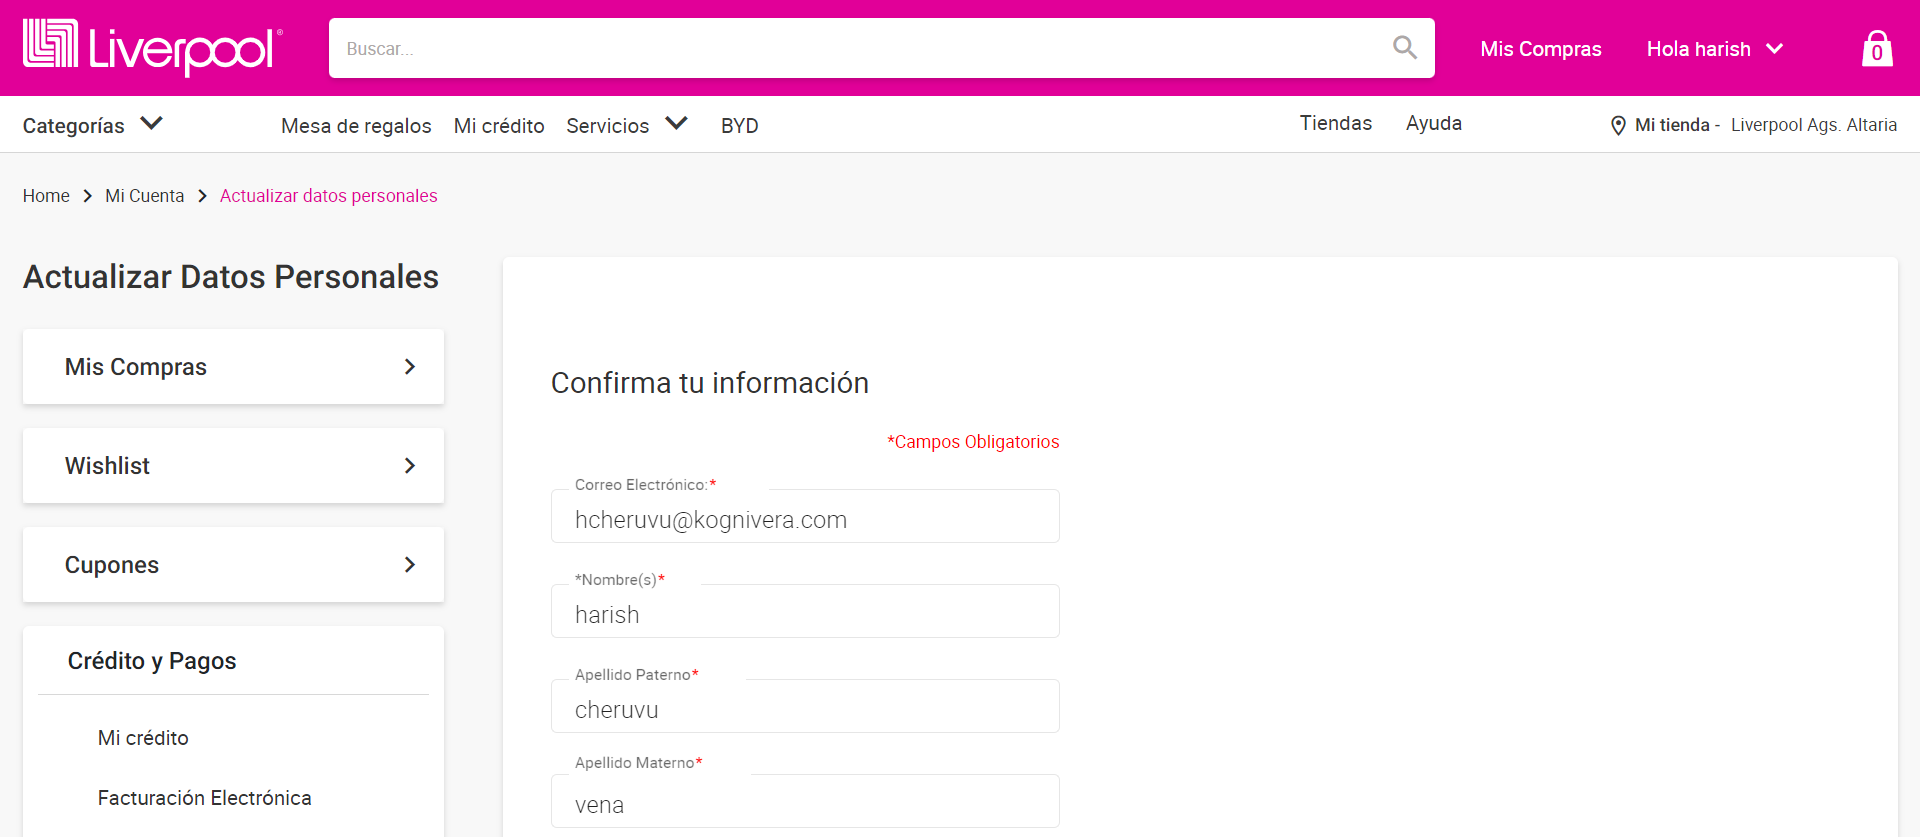 Liverpool®
Buscar...
Mis Compras
Hola harish
0
Categorías
Mesa de regalos
Mi crédito
Servicios
BYD
Tiendas
Ayuda
Mi tienda - Liverpool Ags. Altaria
Home > Mi Cuenta > Actualizar datos personales
Actualizar Datos Personales
Mis Compras
Wishlist
Cupones
Crédito y Pagos
Mi crédito
Facturación Electrónica
Confirma tu información
*Campos Obligatorios
Correo Electrónico:*
hcheruvu@kognivera.com
*Nombre(s)*
harish
Apellido Paterno*
cheruvu
Apellido Materno*
vena